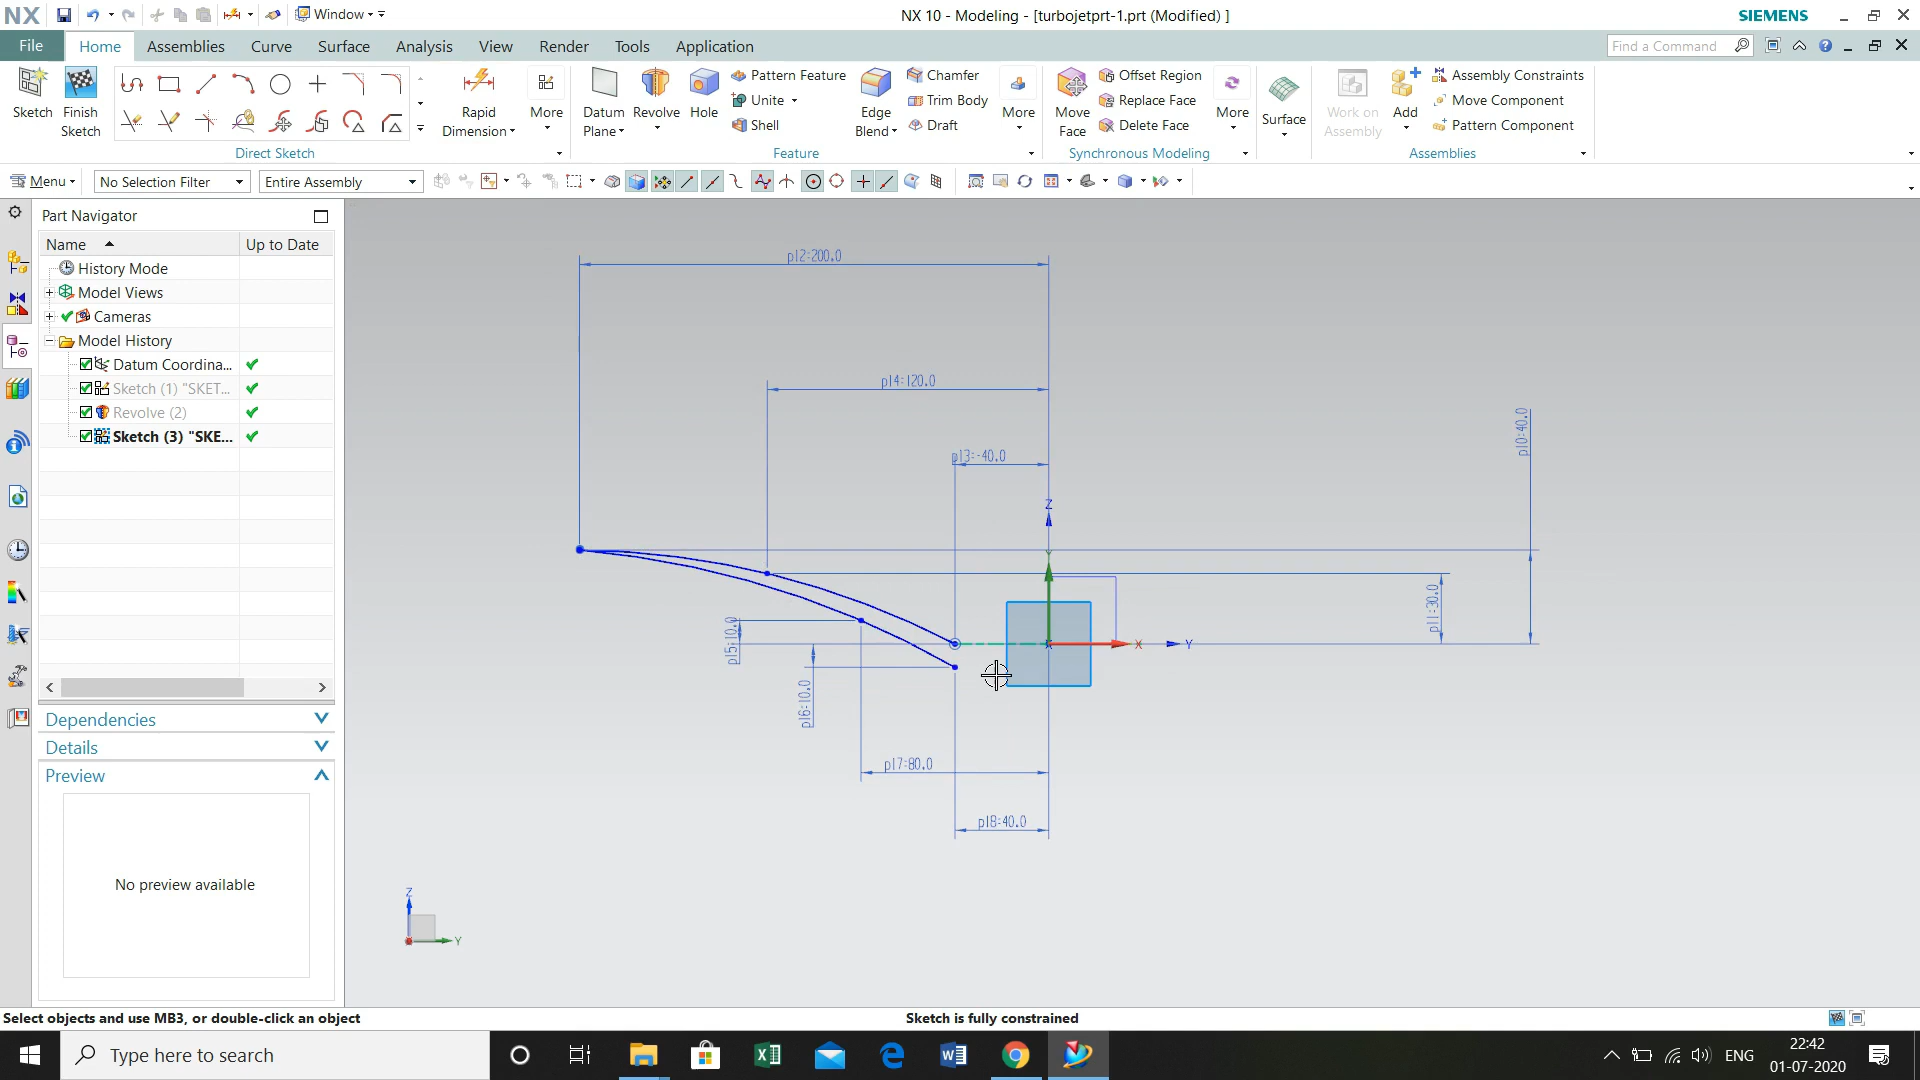 NX
Window
NX 10 - Modeling - [turbojetprt-1.prt (Modified) ]
SIEMENS
File
Home
Assemblies
Curve
Surface
Analysis
View
Render
Tools
Application
Find a Command
Sketch
Finish
Sketch
Direct Sketch
Rapid
Dimension
More
Datum
Plane
Revolve
Hole
Pattern Feature
Unite
Shell
Edge
Blend
Chamfer
Trim Body
Draft
More
Feature
Move
Face
Offset Region
Replace Face
Delete Face
More
Synchronous Modeling
Surface
Work on
Assembly
Add
Assembly Constraints
Move Component
Pattern Component
Assemblies
Menu
No Selection Filter
Entire Assembly
Part Navigator
Name
Up to Date
History Mode
Model Views
Cameras
Model History
Datum Coordina...
Sketch (1) "SKET...
Revolve (2)
Sketch (3) "SKE...
Dependencies
Details
Preview
No preview available
p12:200.0
p14:120.0
p13:-40.0
p10:40.0
p11:30.0
p15:10.0
p16:10.0
p17:80.0
p18:40.0
Z
Y
X
X
Y
Z
Y
Select objects and use MB3, or double-click an object
Sketch is fully constrained
Type here to search
ENG
22:42
01-07-2020